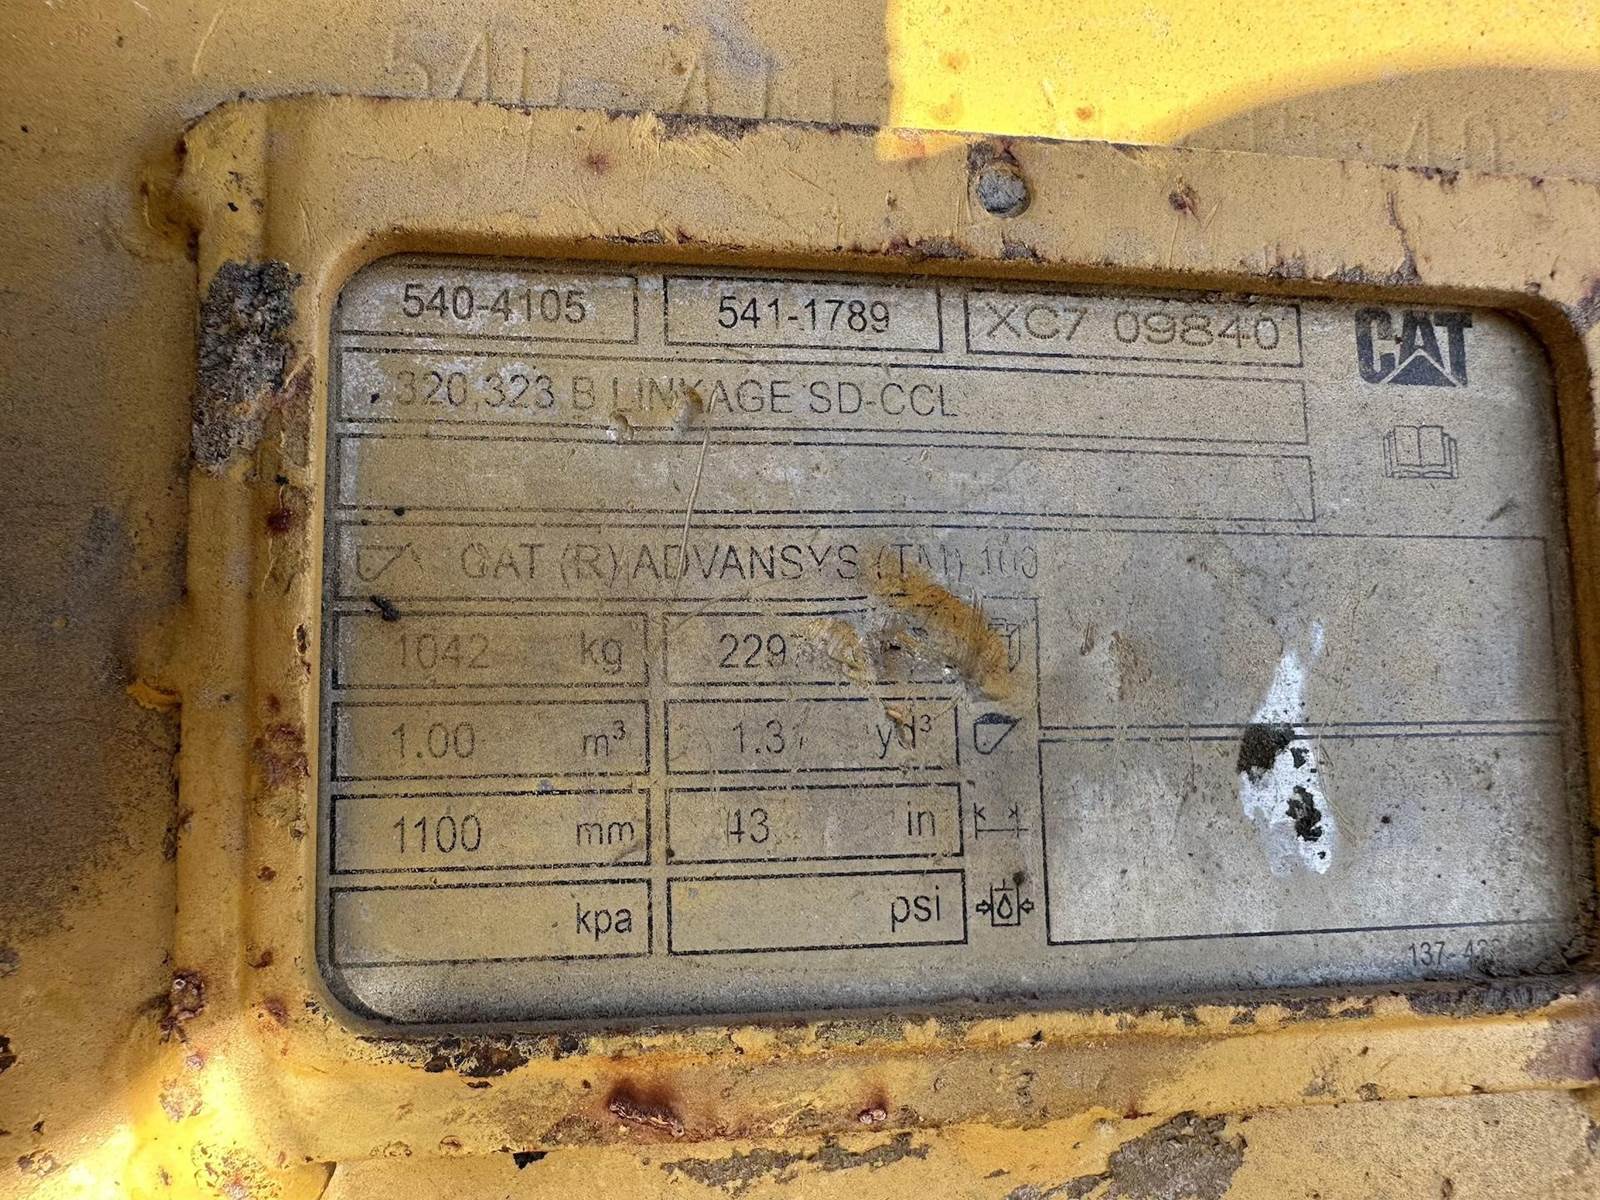 540-4105 541-1789 XC7 09840 CAT
320,323 B LINKAGE SD-CCL
CAT (R) ADVANSYS (TM) 100
1042 kg
1.00 m³ yd³
1100 mm 43 in
kpa psi